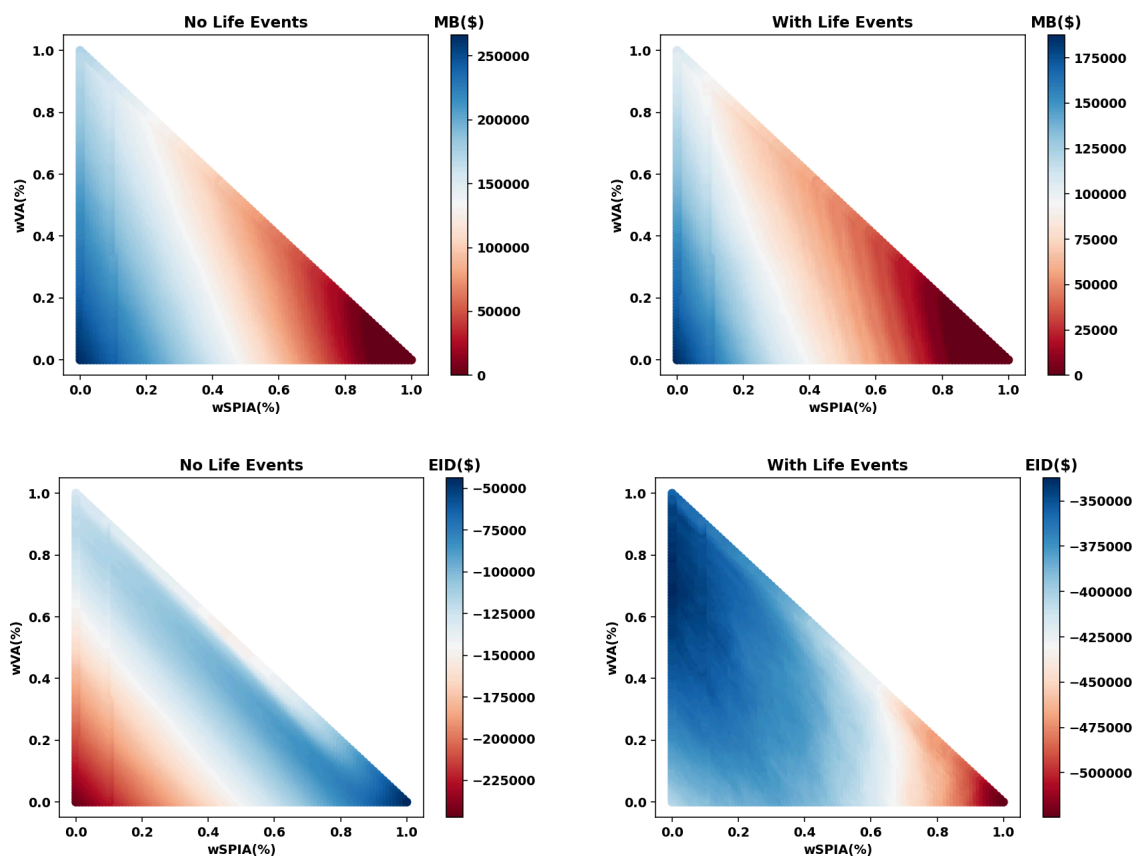 No Life Events
MB($)
1.0
0.8
0.6
0.4
0.2
0.0
wVA(%)
0.0 0.2 0.4 0.6 0.8 1.0
wSPIA(%)
250000
200000
150000
100000
50000
0
With Life Events
MB($)
1.0
0.8
0.6
0.4
0.2
0.0
wVA(%)
0.0 0.2 0.4 0.6 0.8 1.0
wSPIA(%)
175000
150000
125000
100000
75000
50000
25000
0
No Life Events
EID($)
1.0
0.8
0.6
0.4
0.2
0.0
wVA(%)
0.0 0.2 0.4 0.6 0.8 1.0
wSPIA(%)
−50000
−75000
−100000
−125000
−150000
−175000
−200000
−225000
With Life Events
EID($)
1.0
0.8
0.6
0.4
0.2
0.0
wVA(%)
0.0 0.2 0.4 0.6 0.8 1.0
wSPIA(%)
−350000
−375000
−400000
−425000
−450000
−475000
−500000